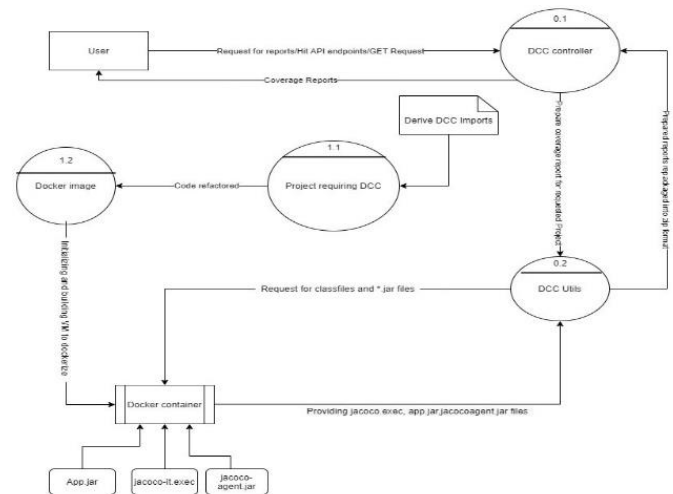 0.1
User
Request for reports/Hit API endpoints/GET Request
DCC controller
Coverage Reports
Derive DCC Imports
Prepare coverage report for requested Project
Prepared reports repackaged into .zip format
1.1
1.2
Docker image
Code refactored
Project requiring DCC
0.2
Initializing and building VM to dockerize
Request for classfiles and *.jar files
DCC Utils
Docker container
Providing jacoco.exec, app.jar,jacocoagent.jar files
App.jar
jacoco-it.exec
jacoco-
agent.jar